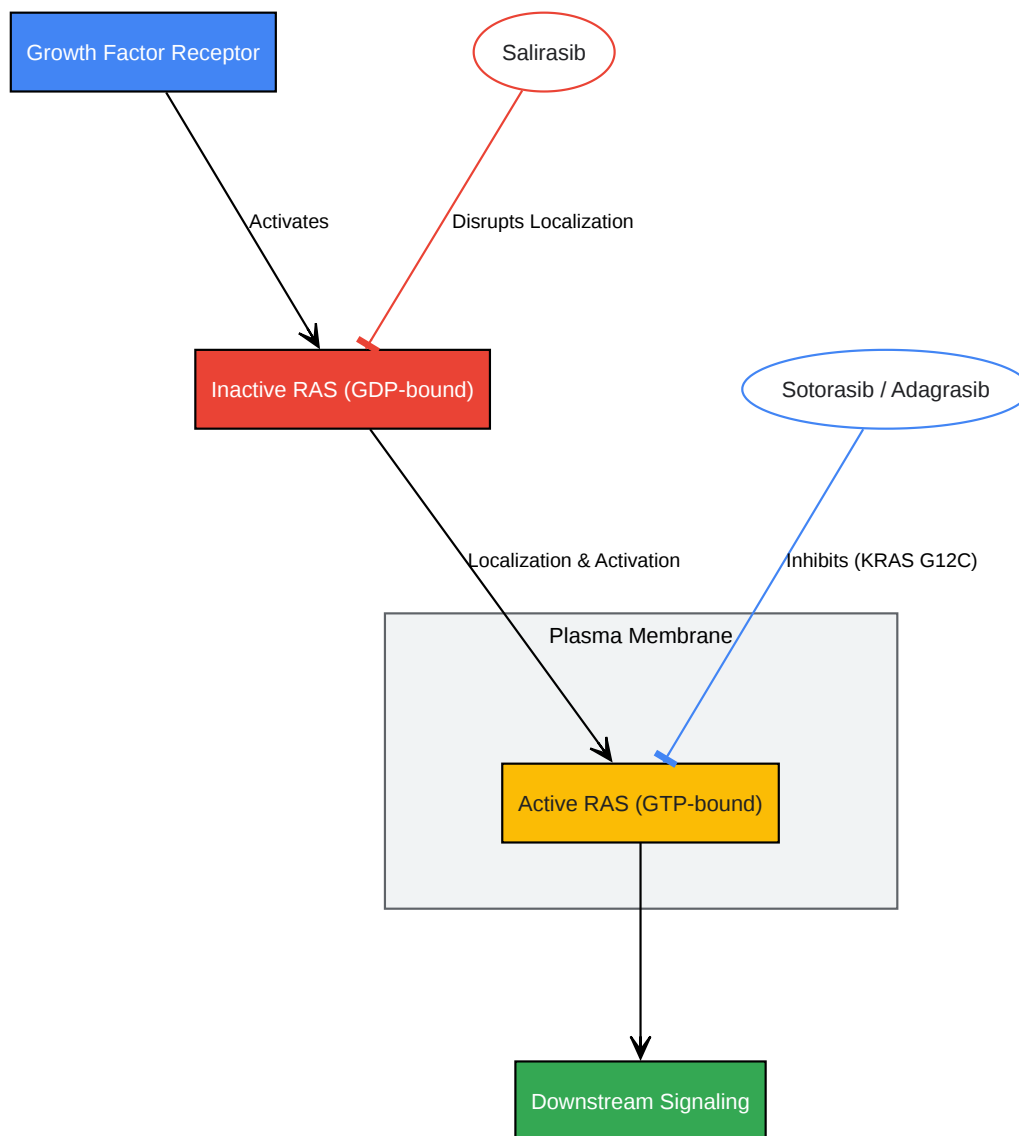 Growth Factor Receptor
Salirasib
Activates
Disrupts Localization
Inactive RAS (GDP-bound)
Sotorasib / Adagrasib
Localization & Activation
Inhibits (KRAS G12C)
Plasma Membrane
Active RAS (GTP-bound)
Downstream Signaling